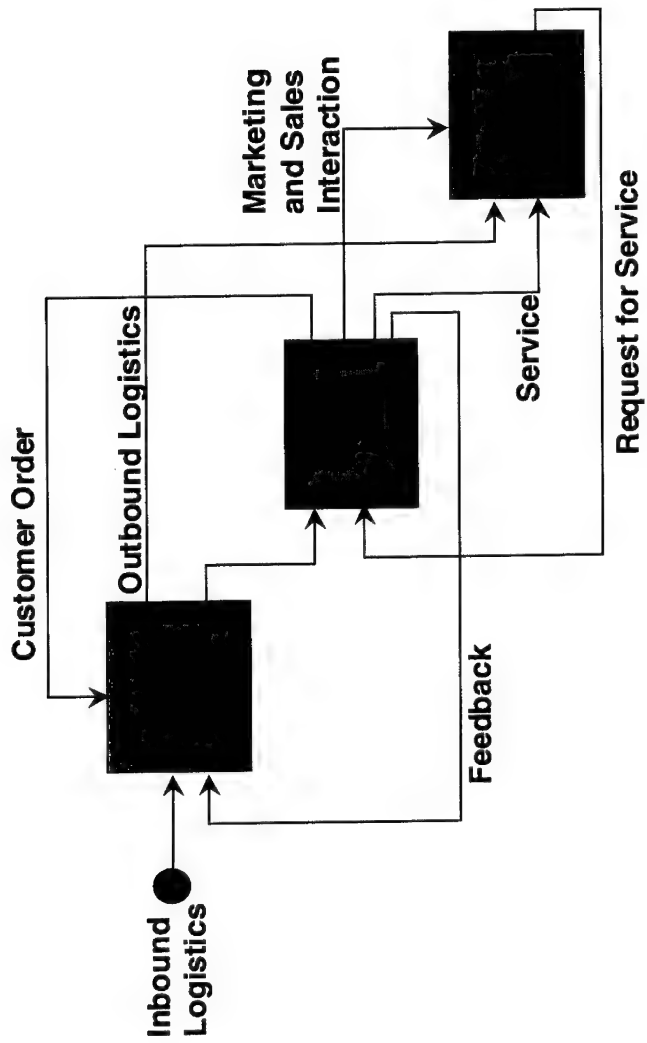 Customer Order
Outbound Logistics
Marketing
and Sales
Interaction
Inbound
Logistics
Feedback
Service
Request for Service